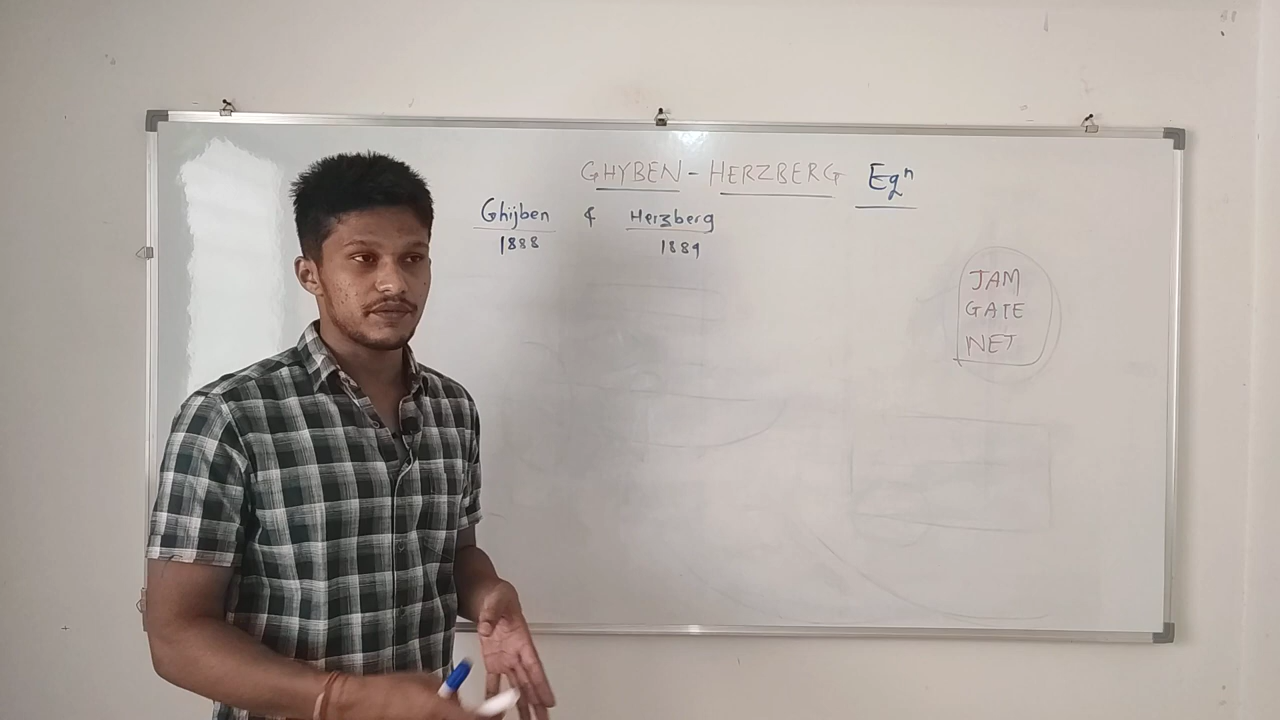 GHYBEN - HERZBERG Eqⁿ
Ghijben & Herzberg
1888 1889
JAM
GATE
NET